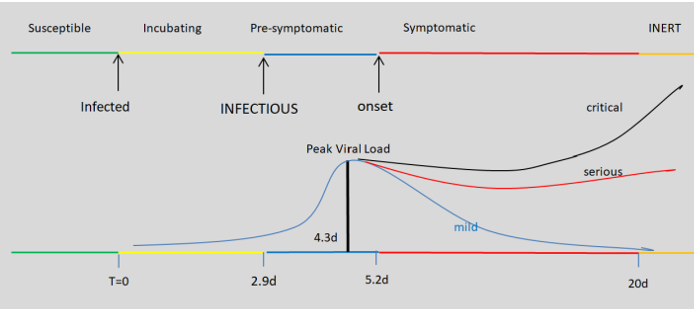 Susceptible Incubating Pre-symptomatic Symptomatic INERT
Infected INFECTIOUS onset
critical
Peak Viral Load
serious
mild
4.3d
T=0 2.9d 5.2d 20d